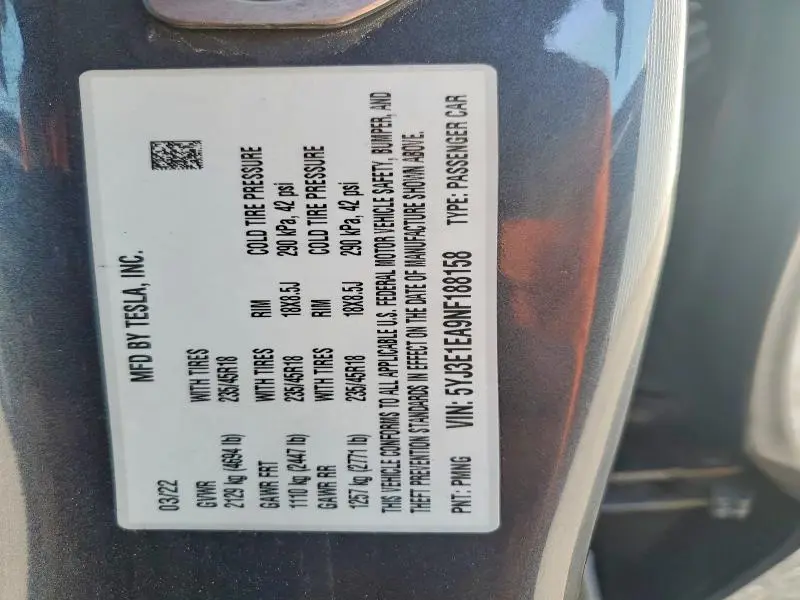 MFD BY TESLA, INC.
03/22
GVWR WITH TIRES RIM COLD TIRE PRESSURE
2129 kg (4694 lb) 235/45R18 18X8.5J 290 kPa, 42 psi
GAWR FRT WITH TIRES RIM COLD TIRE PRESSURE
1110 kg (2447 lb) 235/45R18 18X8.5J 290 kPa, 42 psi
GAWR RR
1257 kg (2771 lb) 235/45R18
THIS VEHICLE CONFORMS TO ALL APPLICABLE U.S. FEDERAL MOTOR VEHICLE SAFETY, BUMPER, AND
THEFT PREVENTION STANDARDS IN EFFECT ON THE DATE OF MANUFACTURE SHOWN ABOVE.
PNT: PMNG VIN: 5YJ3E1EA9NF188158 TYPE: PASSENGER CAR